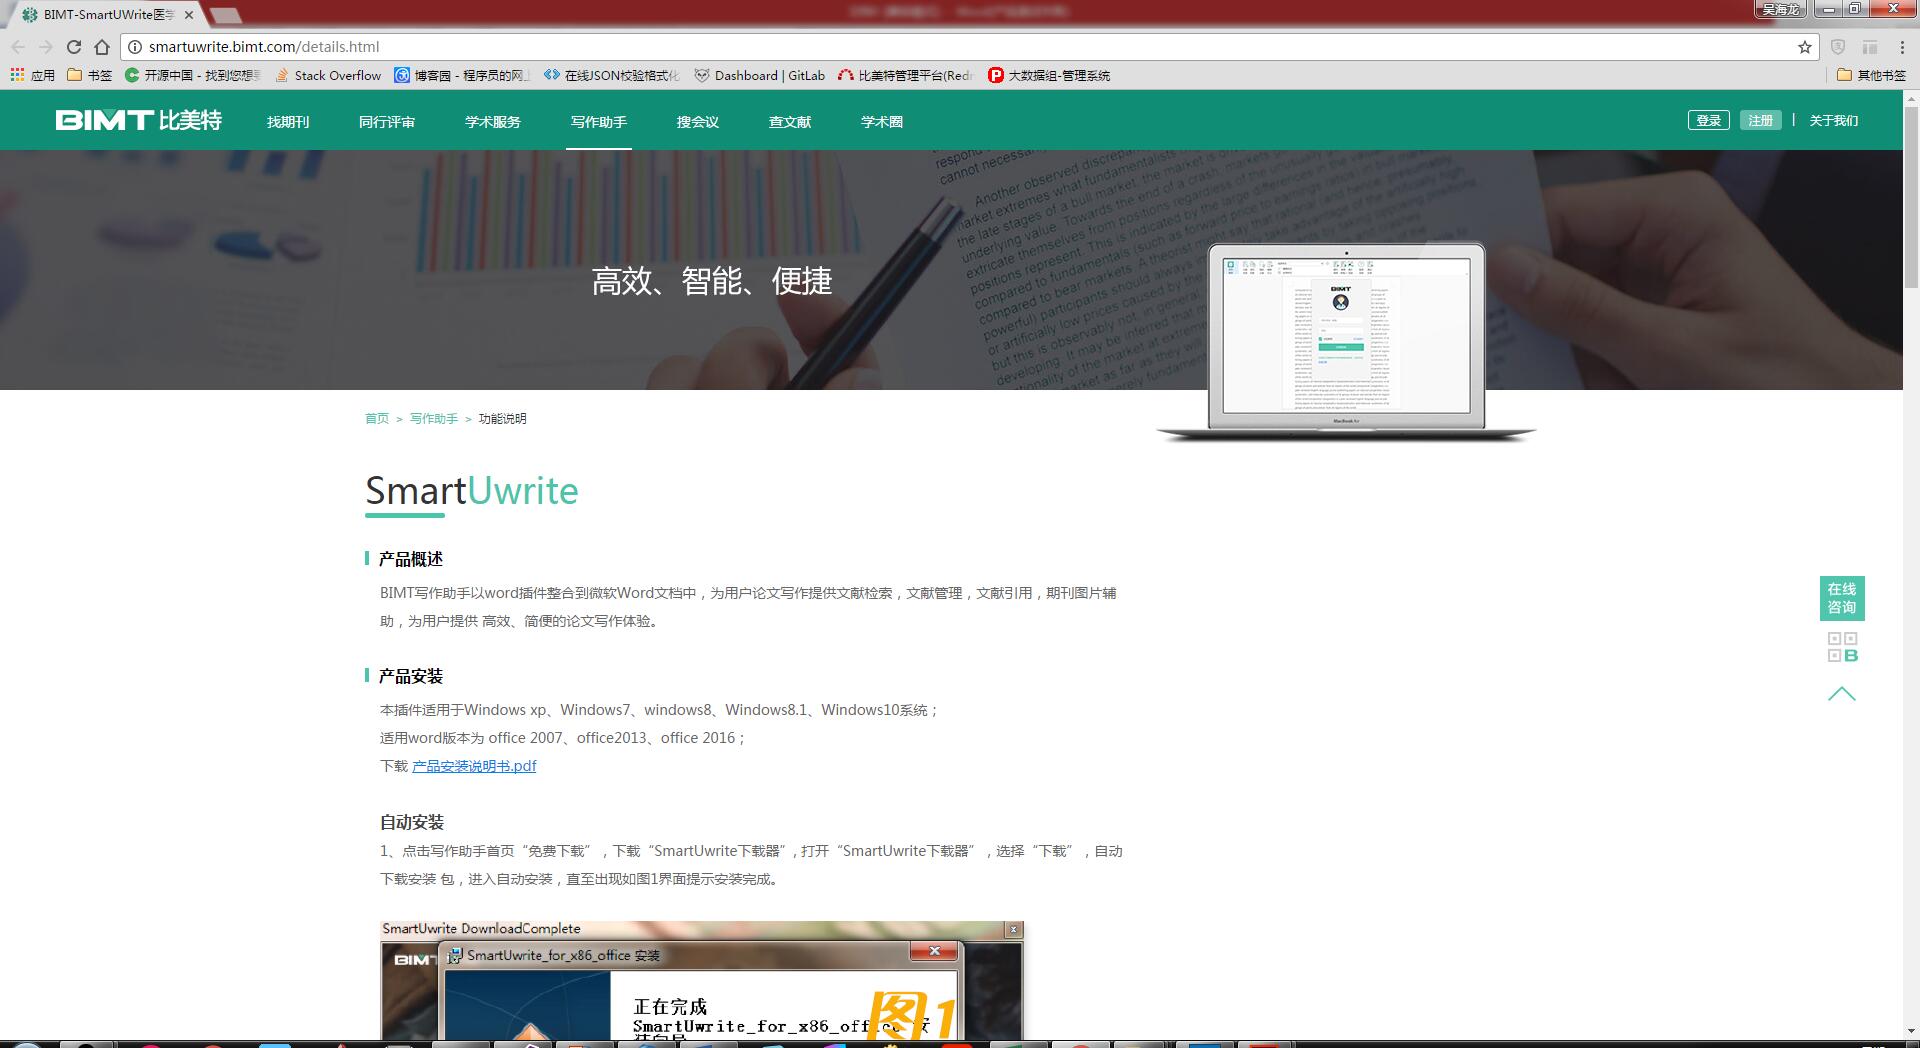 BIMT-SmartUWrite医学
吴海龙
smartuwrite.bimt.com/details.html
应用 书签 开源中国 - 找到您想要 Stack Overflow 博客园 - 程序员的网 在线JSON校验格式化 Dashboard | GitLab 比美特管理平台(Redm 大数据组-管理系统 其他书签
BIMT 比美特 找期刊 同行评审 学术服务 写作助手 搜会议 查文献 学术圈 登录 注册 | 关于我们
cannot necessarily
Another observed discrepancy
高效、智能、便捷
BIMT
MacBook Air
首页 > 写作助手 > 功能说明
SmartUwrite
产品概述
BIMT写作助手以word插件整合到微软Word文档中，为用户论文写作提供文献检索，文献管理，文献引用，期刊图片辅
助，为用户提供 高效、简便的论文写作体验。
在线
咨询
B
产品安装
本插件适用于Windows xp、Windows7、windows8、Windows8.1、Windows10系统；
适用word版本为 office 2007、office2013、office 2016；
下载 产品安装说明书.pdf
自动安装
1、点击写作助手首页“免费下载”，下载“SmartUwrite下载器”, 打开“SmartUwrite下载器”，选择“下载”，自动
下载安装 包，进入自动安装，直至出现如图1界面提示安装完成。
SmartUwrite DownloadComplete
BIMT
SmartUwrite_for_x86_office 安装
正在完成
SmartUwrite_for_x86_office 安
装向导
图1